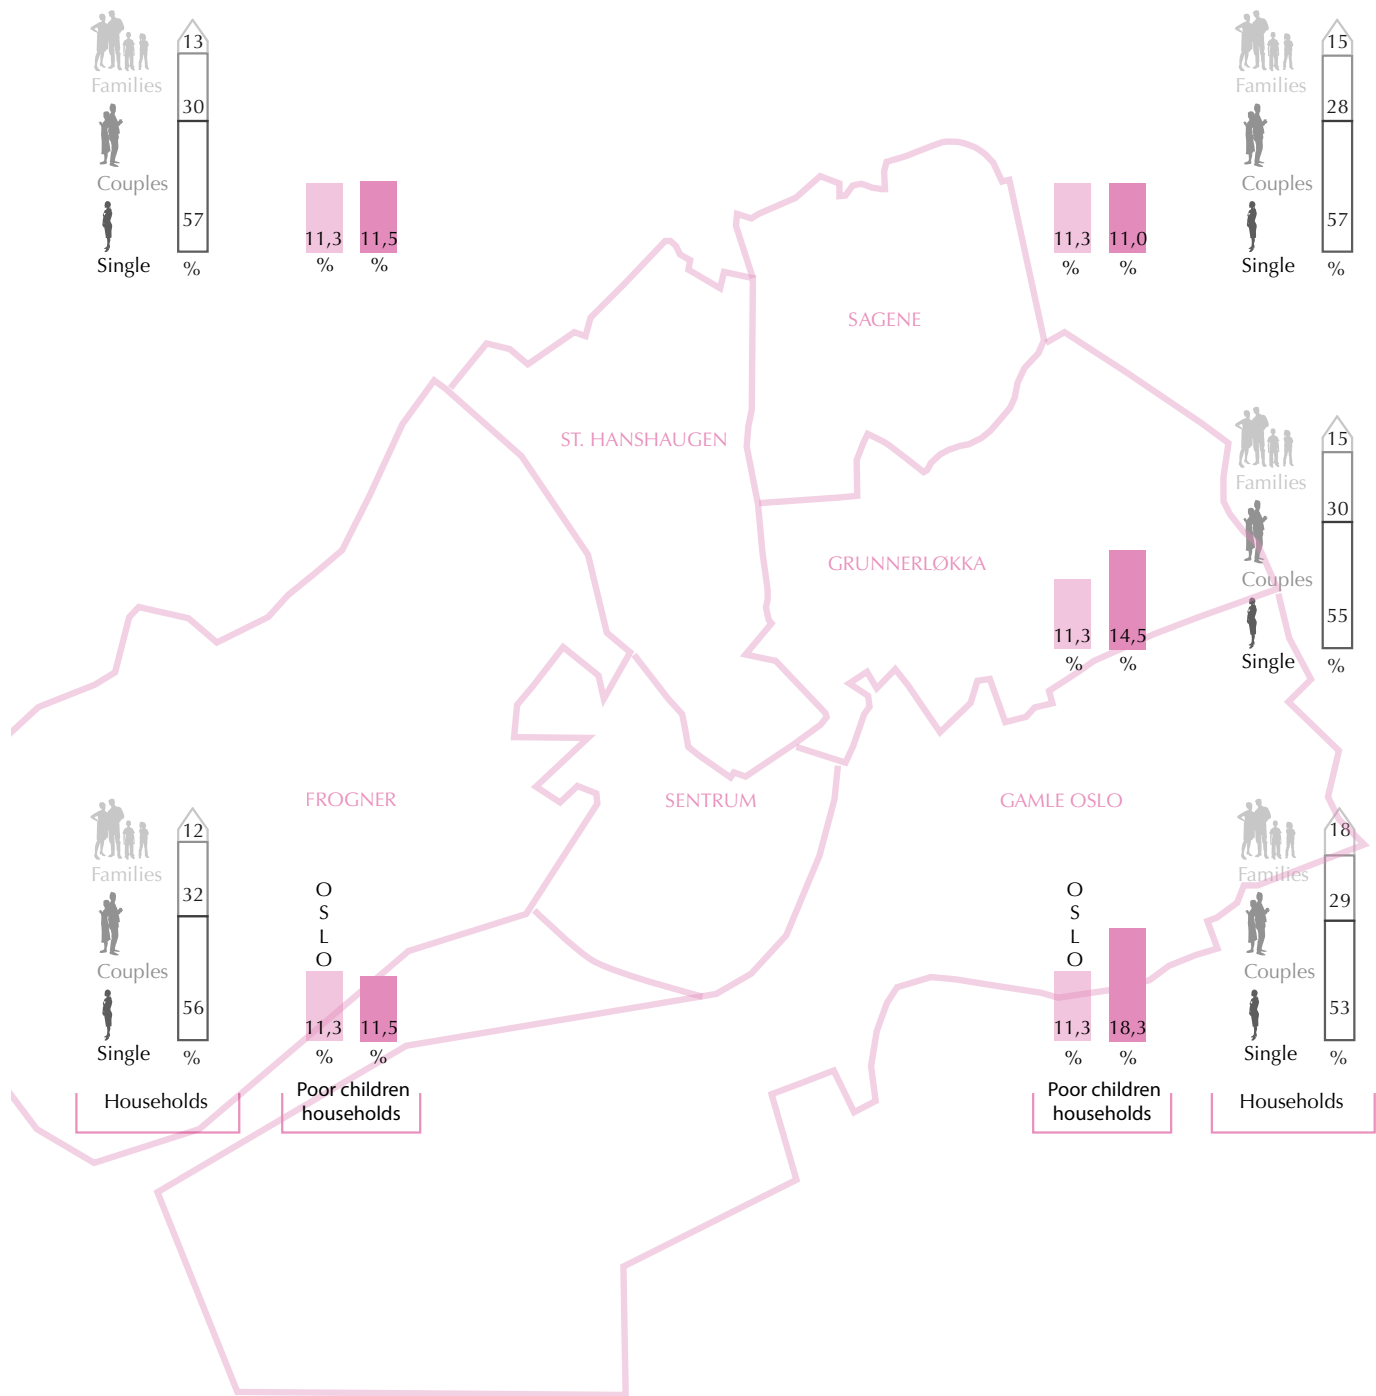 13
Families
30
Couples
57
Single
%
11,3
11,5
%
%
15
Families
28
Couples
57
Single
%
11,3
11,0
%
%
SAGENE
ST. HANSHAUGEN
GRUNNERLØKKA
15
Families
30
Couples
55
Single
%
11,3
14,5
%
%
FROGNER
SENTRUM
GAMLE OSLO
12
Families
32
Couples
56
Single
%
Households
O
S
L
O
11,3
11,5
%
%
Poor children
households
O
S
L
O
11,3
18,3
%
%
Poor children
households
18
Families
29
Couples
53
Single
%
Households